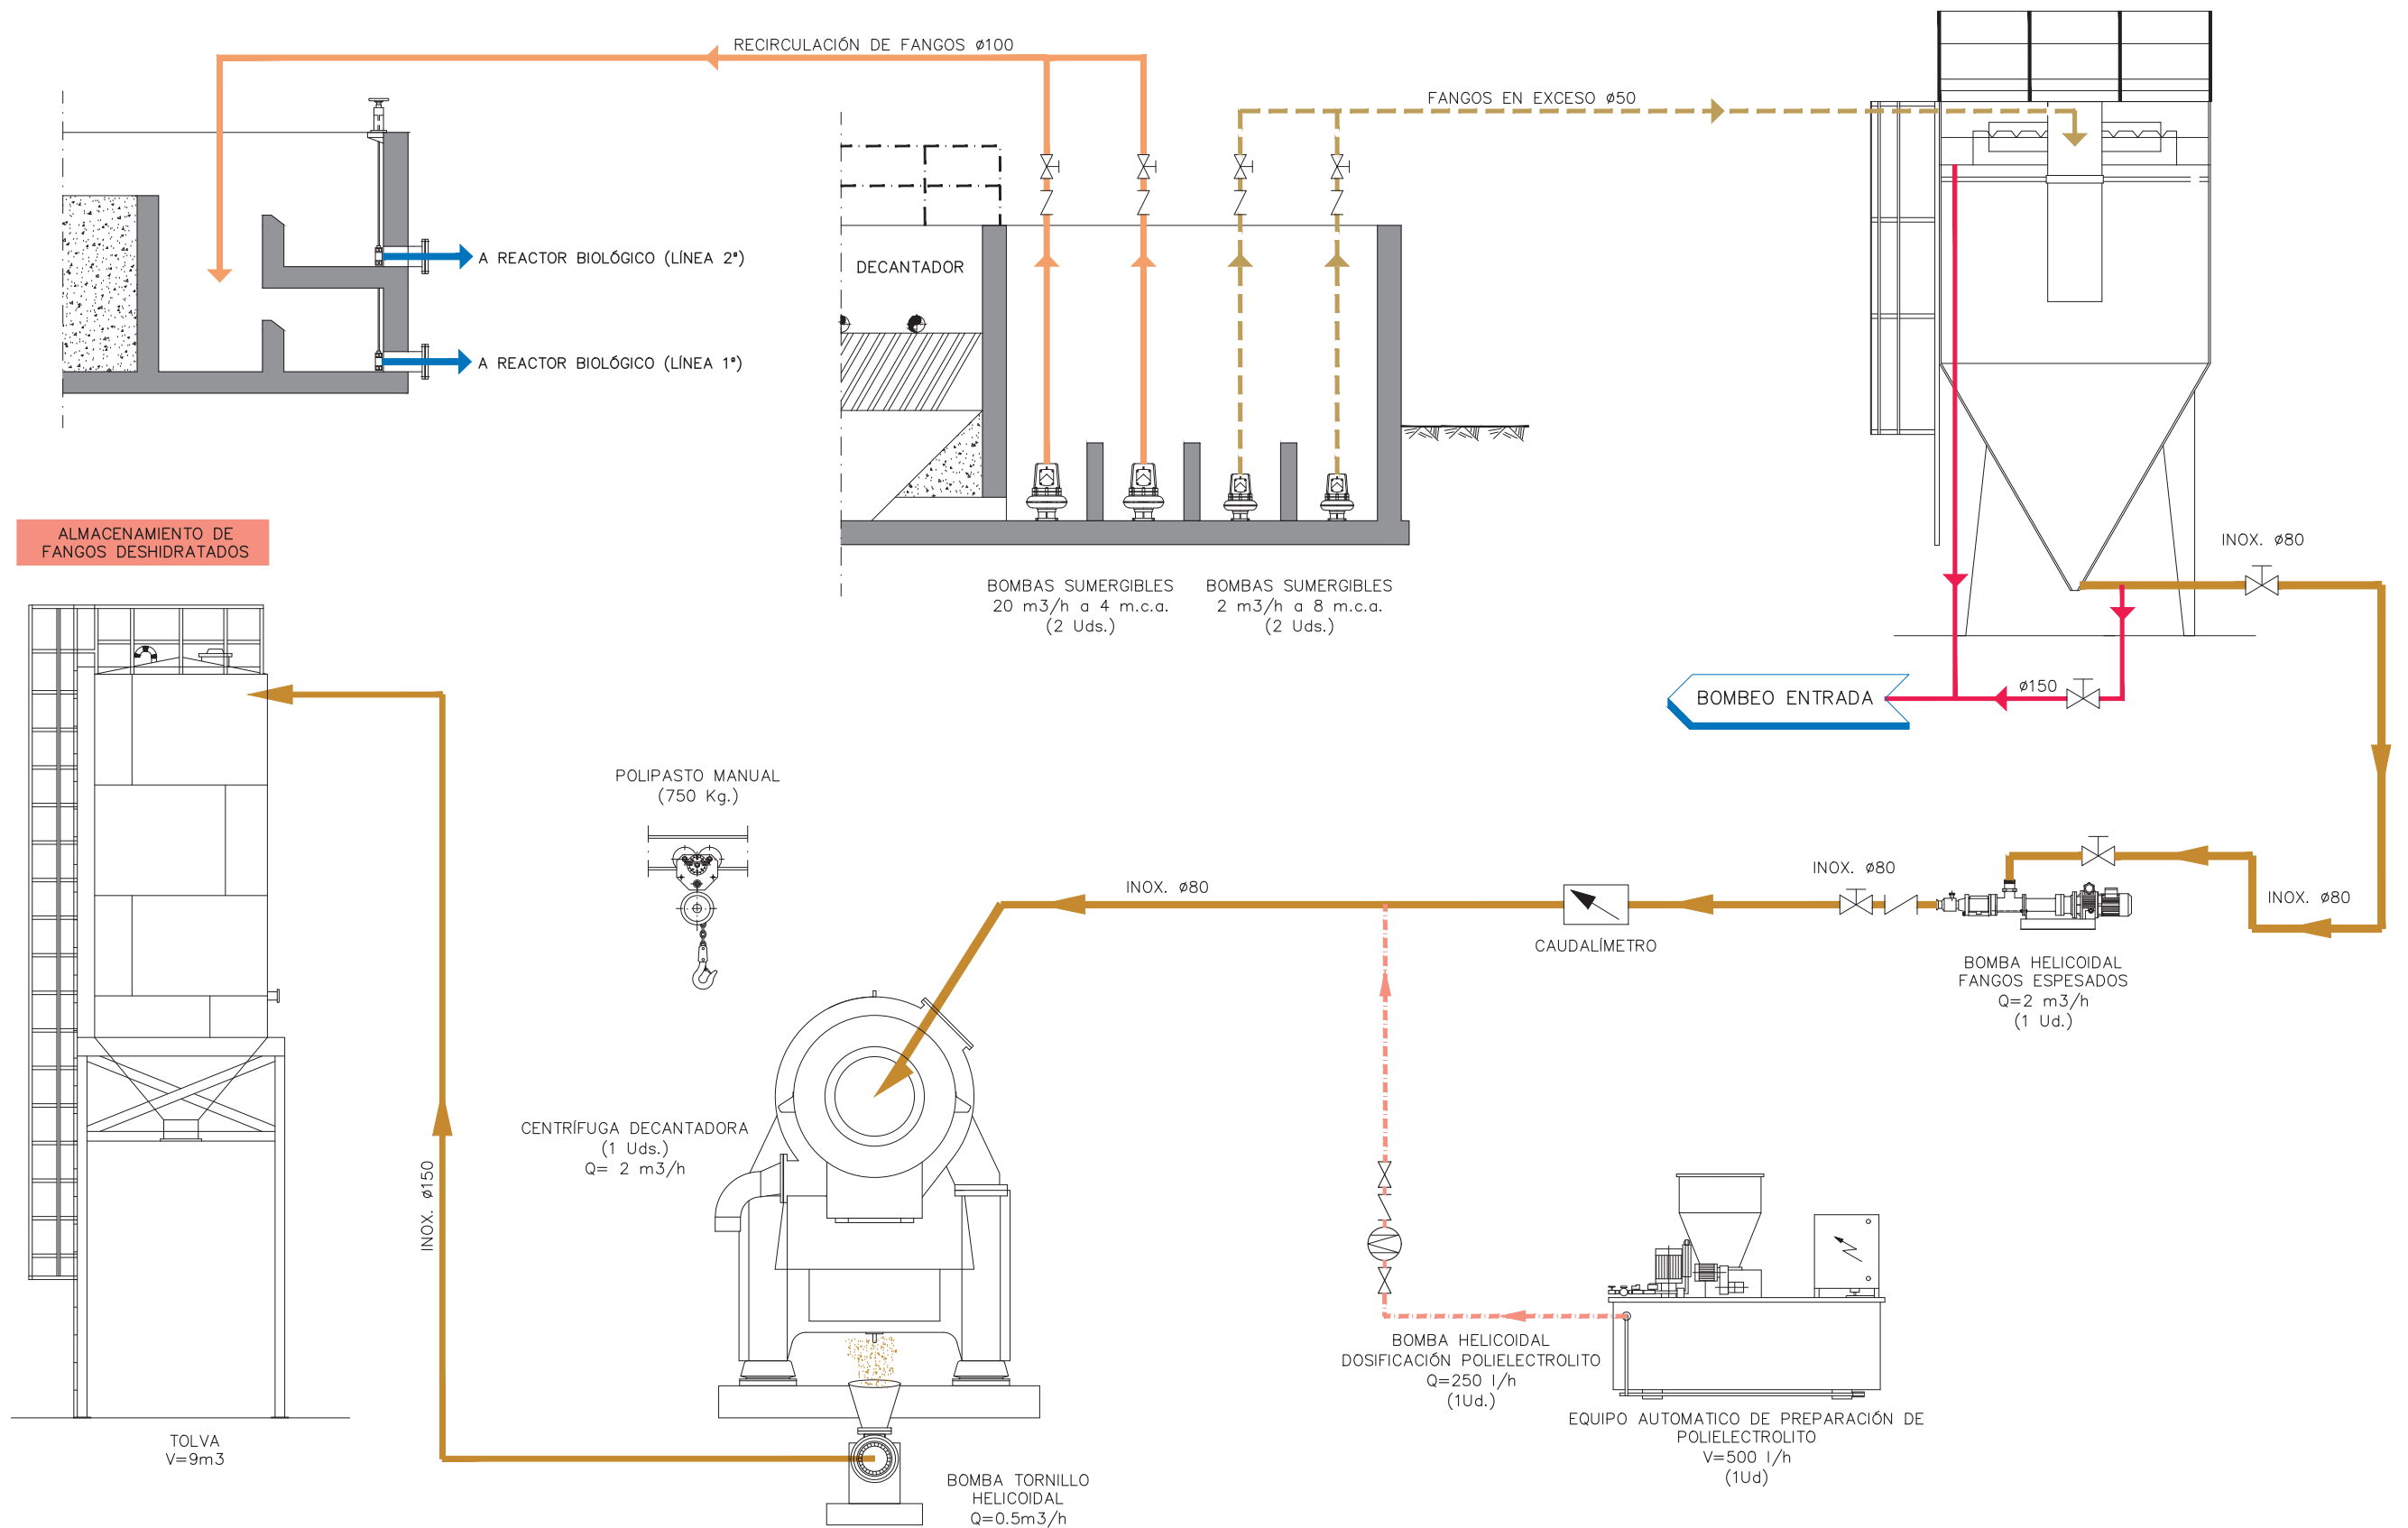 RECIRCULACIÓN DE FANGOS ø100
FANGOS EN EXCESO ø50
A REACTOR BIOLÓGICO (LÍNEA 2ª)
DECANTADOR
A REACTOR BIOLÓGICO (LÍNEA 1ª)
ALMACENAMIENTO DE
FANGOS DESHIDRATADOS
BOMBAS SUMERGIBLES
20 m3/h a 4 m.c.a.
(2 Uds.)
BOMBAS SUMERGIBLES
2 m3/h a 8 m.c.a.
(2 Uds.)
INOX. ø80
BOMBEO ENTRADA
ø150
POLIPASTO MANUAL
(750 Kg.)
INOX. ø80
CAUDALÍMETRO
INOX. ø80
INOX. ø80
BOMBA HELICOIDAL
FANGOS ESPESADOS
Q=2 m3/h
(1 Ud.)
CENTRÍFUGA DECANTADORA
(1 Uds.)
Q= 2 m3/h
INOX. ø150
BOMBA HELICOIDAL
DOSIFICACIÓN POLIELECTROLITO
Q=250 l/h
(1Ud.)
EQUIPO AUTOMATICO DE PREPARACIÓN DE
POLIELECTROLITO
V=500 l/h
(1Ud)
TOLVA
V=9m3
BOMBA TORNILLO
HELICOIDAL
Q=0.5m3/h